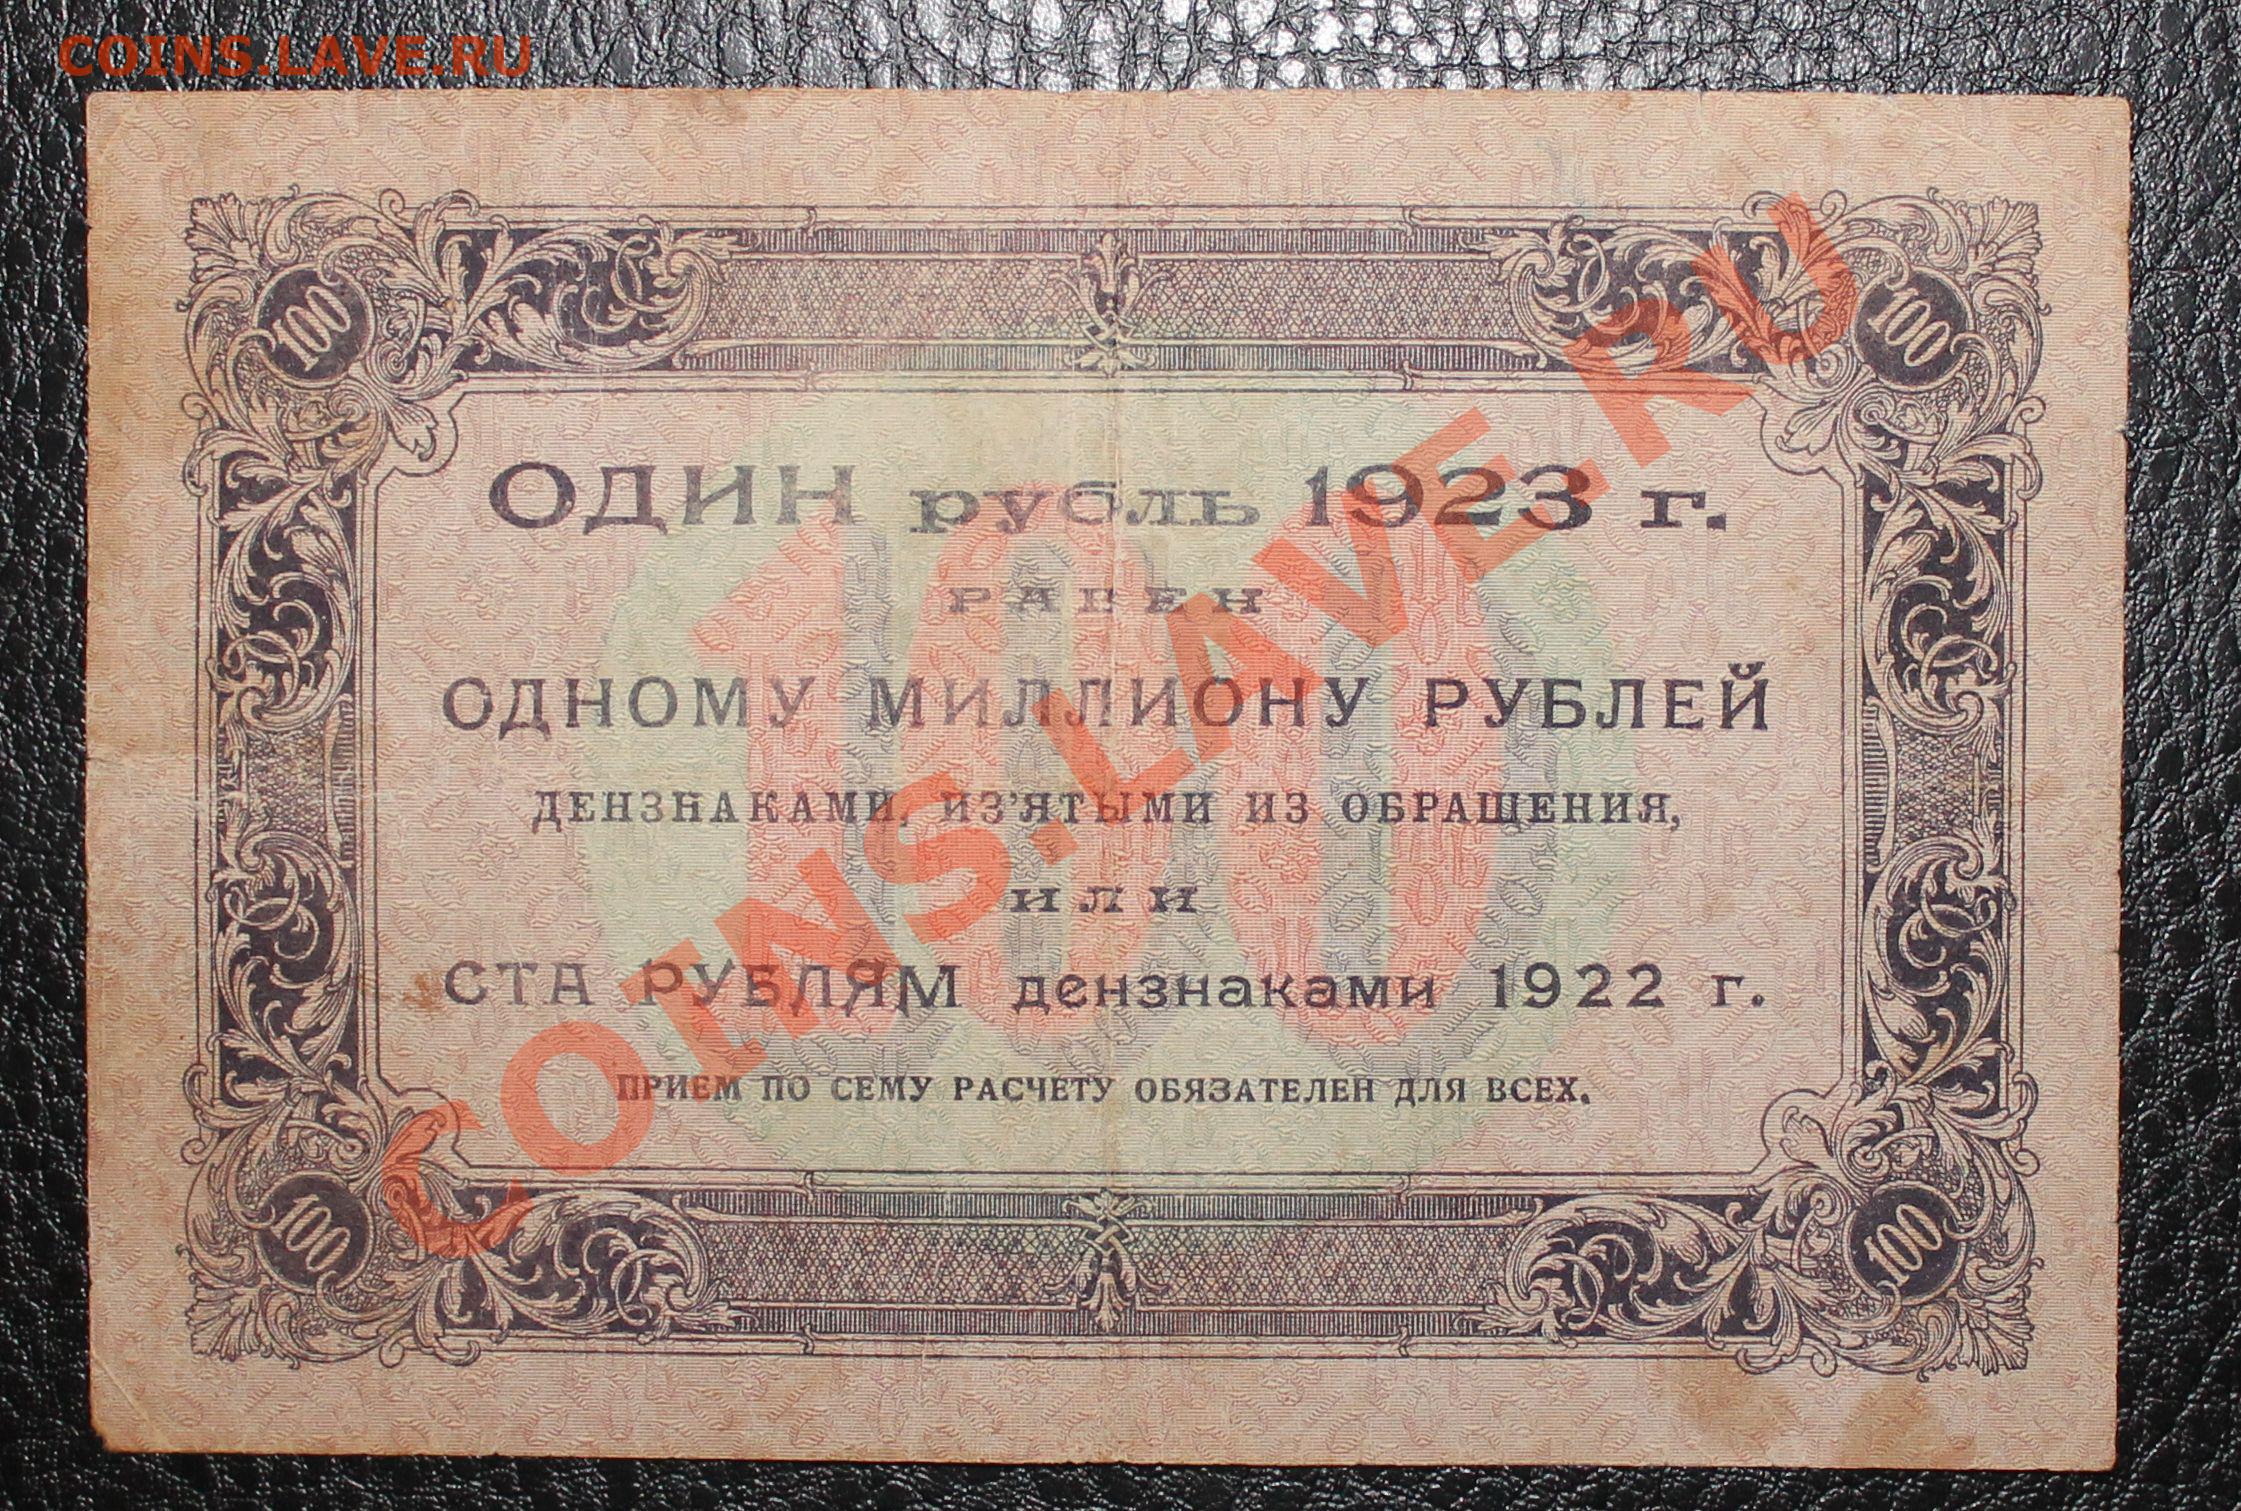 COINS.LAVE.RU
100
100
ОДИН рубль 1923 г.
РАВЕН
ОДНОМУ МИЛЛИОНУ РУБЛЕЙ
ДЕНЗНАКАМИ, ИЗ'ЯТЫМИ ИЗ ОБРАЩЕНИЯ,
или
СТА РУБЛЯМ дензнаками 1922 г.
ПРИЕМ ПО СЕМУ РАСЧЕТУ ОБЯЗАТЕЛЕН ДЛЯ ВСЕХ.
100
100
100
COINS.LAVE.RU